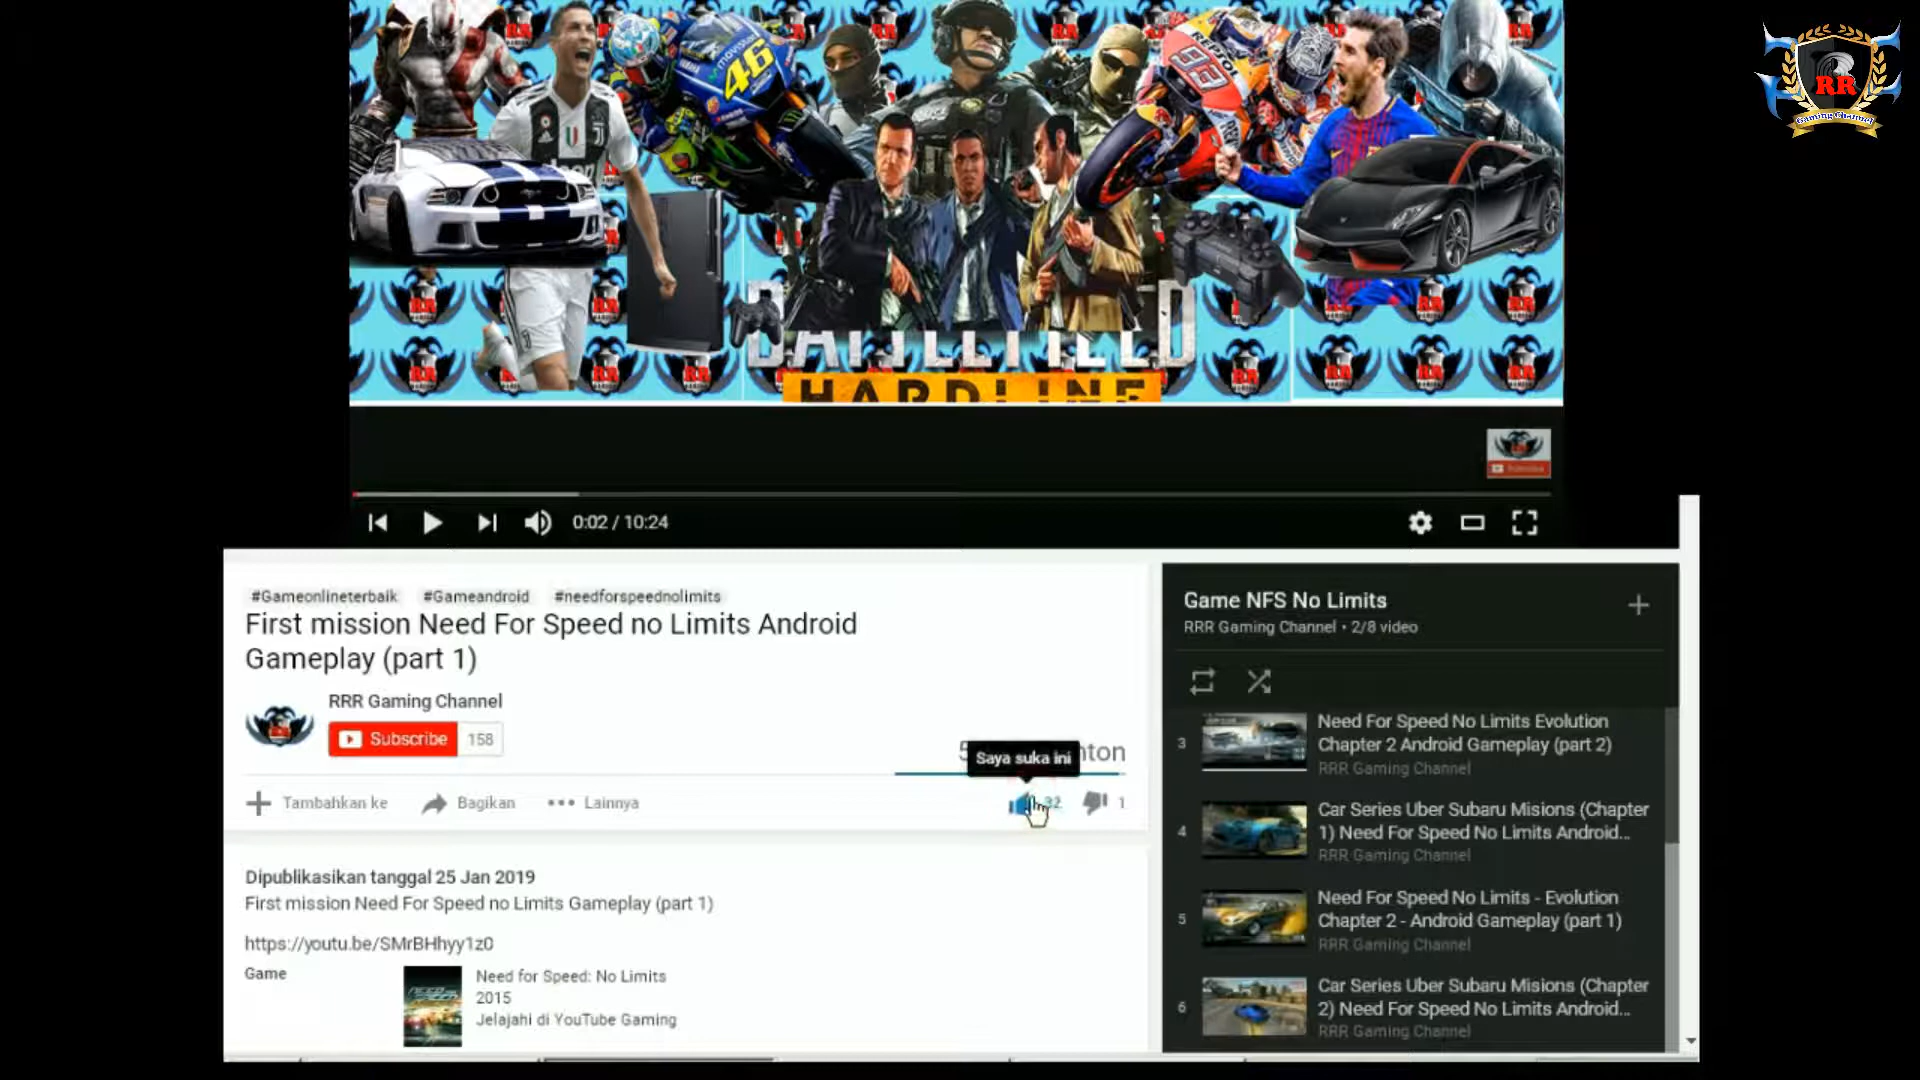 RR
Gaming Channel
46
REPSOL
93
BATTLEFIELD
HARDLINE
0:02 / 10:24
#Gameonlineterbaik #Gameandroid #needforspeednolimits
First mission Need For Speed no Limits Android
Gameplay (part 1)
RRR Gaming Channel
Subscribe 158
Saya suka ini
Tambahkan ke Bagikan Lainnya 32 1
Dipublikasikan tanggal 25 Jan 2019
First mission Need For Speed no Limits Gameplay (part 1)
https://youtu.be/SMrBHhyy1z0
Game
Need for Speed: No Limits
2015
Jelajahi di YouTube Gaming
Game NFS No Limits
RRR Gaming Channel • 2/8 video
3
Need For Speed No Limits Evolution
Chapter 2 Android Gameplay (part 2)
RRR Gaming Channel
4
Car Series Uber Subaru Misions (Chapter
1) Need For Speed No Limits Android...
RRR Gaming Channel
5
Need For Speed No Limits - Evolution
Chapter 2 - Android Gameplay (part 1)
RRR Gaming Channel
6
Car Series Uber Subaru Misions (Chapter
2) Need For Speed No Limits Android...
RRR Gaming Channel